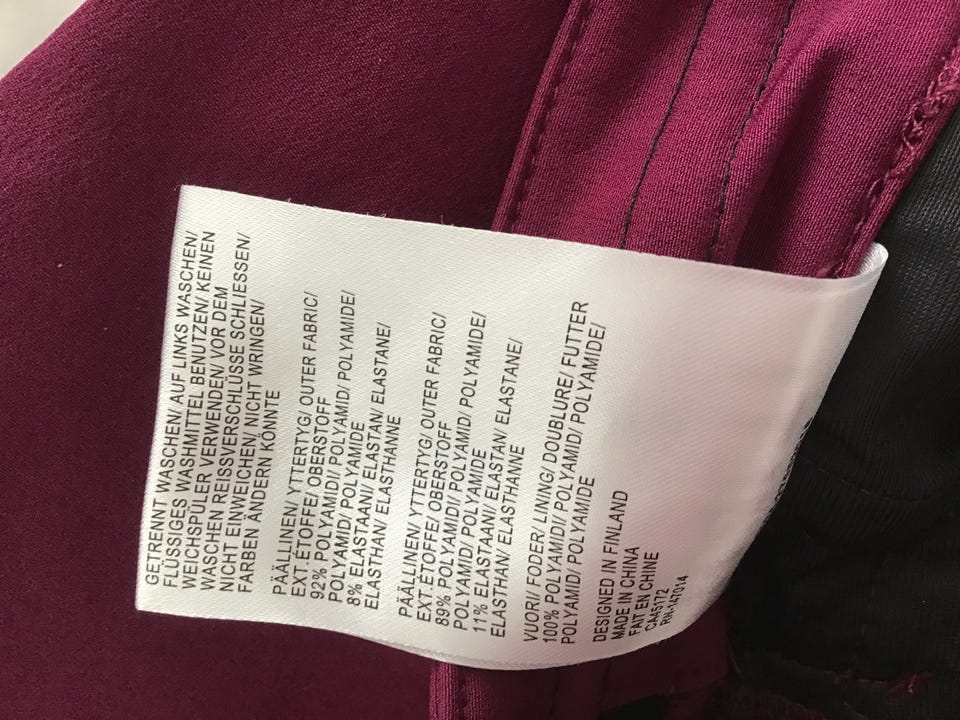 GETRENNT WASCHEN/ AUF LINKS WASCHEN/
FLÜSSIGES WASHMITTEL BENUTZEN/ KEINEN
WEICHSPÜLER VERWENDEN/ VOR DEM
WASCHEN REISSVERSCHLÜSSE SCHLIESSEN/
NICHT EINWEICHEN/ NICHT WRINGEN/
FARBEN ÄNDERN KÖNNTE
PÄÄLLINEN/ YTTERTYG/ OUTER FABRIC/
EXT. ÉTOFFE/ OBERSTOFF
92% POLYAMIDI/ POLYAMID/ POLYAMIDE/
POLYAMID/ POLYAMIDE
8% ELASTAANI/ ELASTAN/ ELASTANE/
ELASTHAN/ ELASTHANNE
PÄÄLLINEN/ YTTERTYG/ OUTER FABRIC/
EXT. ÉTOFFE/ OBERSTOFF
89% POLYAMIDI/ POLYAMID/ POLYAMIDE/
POLYAMID/ POLYAMIDE
11% ELASTAANI/ ELASTAN/ ELASTANE/
ELASTHAN/ ELASTHANNE
VUORI/ FODER/ LINING/ DOUBLURE/ FUTTER
100% POLYAMIDI/ POLYAMID/ POLYAMIDE/
POLYAMID/ POLYAMIDE
DESIGNED IN FINLAND
MADE IN CHINA
FAIT EN CHINE
CAA5172
RK-147014